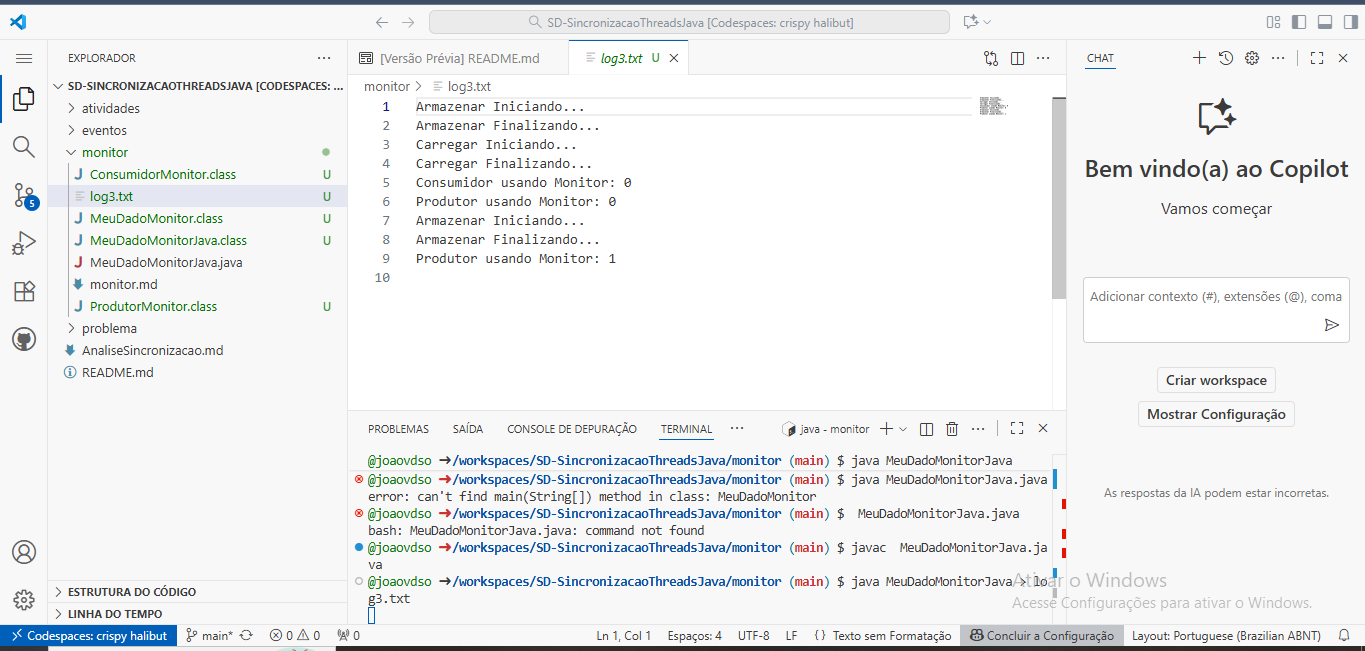 SD-SincronizacaoThreadsJava [Codespaces: crispy halibut]
EXPLORADOR
SD-SINCRONIZACAOTHREADSJAVA [CODESPACES: ...
atividades
eventos
monitor
ConsumidorMonitor.class U
log3.txt U
MeuDadoMonitor.class U
MeuDadoMonitorJava.class U
MeuDadoMonitorJava.java
monitor.md
ProdutorMonitor.class U
problema
AnaliseSincronizacao.md
README.md
ESTRUTURA DO CÓDIGO
LINHA DO TEMPO
5
[Versão Prévia] README.md
log3.txt U
monitor > log3.txt
1 Armazenar Iniciando...
2 Armazenar Finalizando...
3 Carregar Iniciando...
4 Carregar Finalizando...
5 Consumidor usando Monitor: 0
6 Produtor usando Monitor: 0
7 Armazenar Iniciando...
8 Armazenar Finalizando...
9 Produtor usando Monitor: 1
10
PROBLEMAS SAÍDA CONSOLE DE DEPURAÇÃO TERMINAL ... java - monitor
@joaovdso ➜/workspaces/SD-SincronizacaoThreadsJava/monitor (main) $ java MeuDadoMonitorJava
@joaovdso ➜/workspaces/SD-SincronizacaoThreadsJava/monitor (main) $ java MeuDadoMonitorJava.java
error: can't find main(String[]) method in class: MeuDadoMonitor
@joaovdso ➜/workspaces/SD-SincronizacaoThreadsJava/monitor (main) $  MeuDadoMonitorJava.java
bash: MeuDadoMonitorJava.java: command not found
@joaovdso ➜/workspaces/SD-SincronizacaoThreadsJava/monitor (main) $ javac  MeuDadoMonitorJava.ja
va
@joaovdso ➜/workspaces/SD-SincronizacaoThreadsJava/monitor (main) $ java MeuDadoMonitorJava > lo
g3.txt
CHAT
Bem vindo(a) ao Copilot
Vamos começar
Adicionar contexto (#), extensões (@), coma
Criar workspace
Mostrar Configuração
As respostas da IA podem estar incorretas.
Ativar o Windows
Acesse Configurações para ativar o Windows.
Codespaces: crispy halibut main* 0 0 0 Ln 1, Col 1 Espaços: 4 UTF-8 LF {} Texto sem Formatação Concluir a Configuração Layout: Portuguese (Brazilian ABNT)